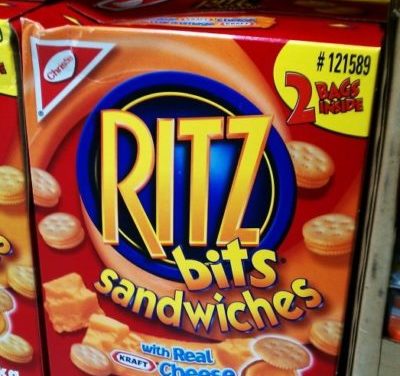 Christie
#121589
2 BAGS
INSIDE
RITZ
bits
sandwiches
with Real
KRAFT Cheese